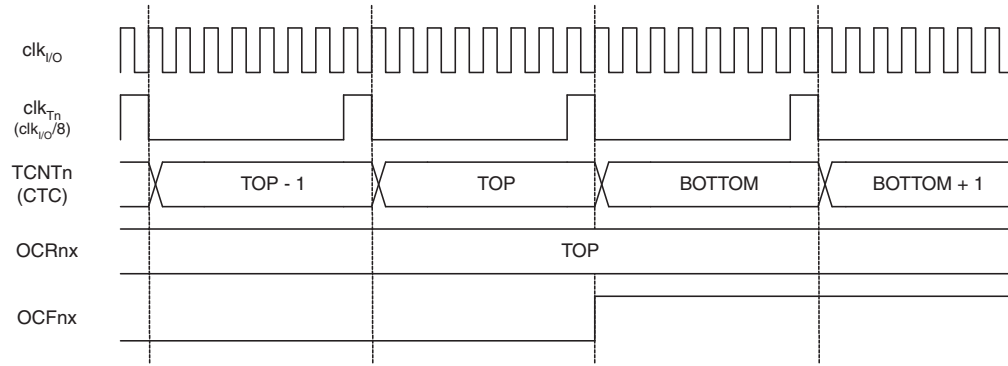 clkI/O
clkTn
(clkI/O/8)
TCNTn
(CTC)
TOP - 1
TOP
BOTTOM
BOTTOM + 1
OCRnx
TOP
OCFnx